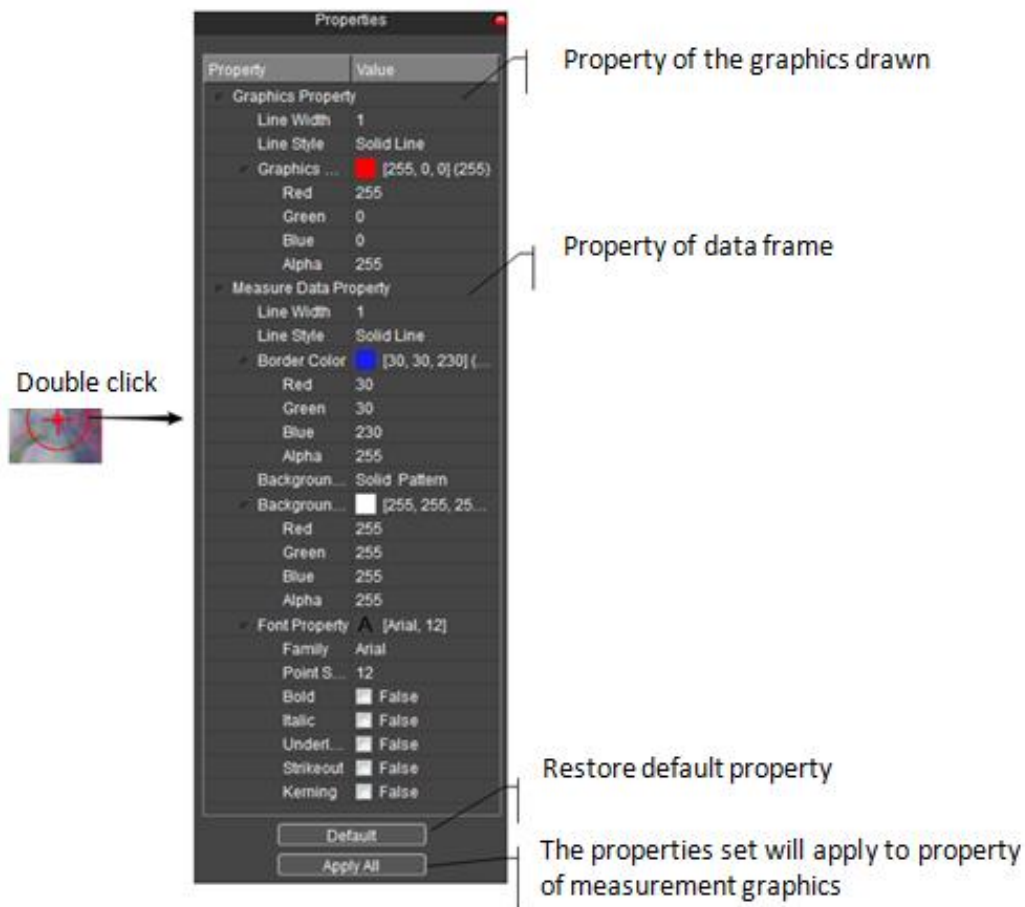 Properties
Property Value
Graphics Property
Line Width 1
Line Style Solid Line
Graphics ... [255, 0, 0] (255)
Red 255
Green 0
Blue 0
Alpha 255
Measure Data Property
Line Width 1
Line Style Solid Line
Border Color [30, 30, 230] (...
Red 30
Green 30
Blue 230
Alpha 255
Backgroun... Solid Pattern
Backgroun... [255, 255, 25...
Red 255
Green 255
Blue 255
Alpha 255
Font Property A [Arial, 12]
Family Arial
Point S... 12
Bold False
Italic False
Underl... False
Strikeout False
Kerning False
Default
Apply All
Double click
Property of the graphics drawn
Property of data frame
Restore default property
The properties set will apply to property
of measurement graphics